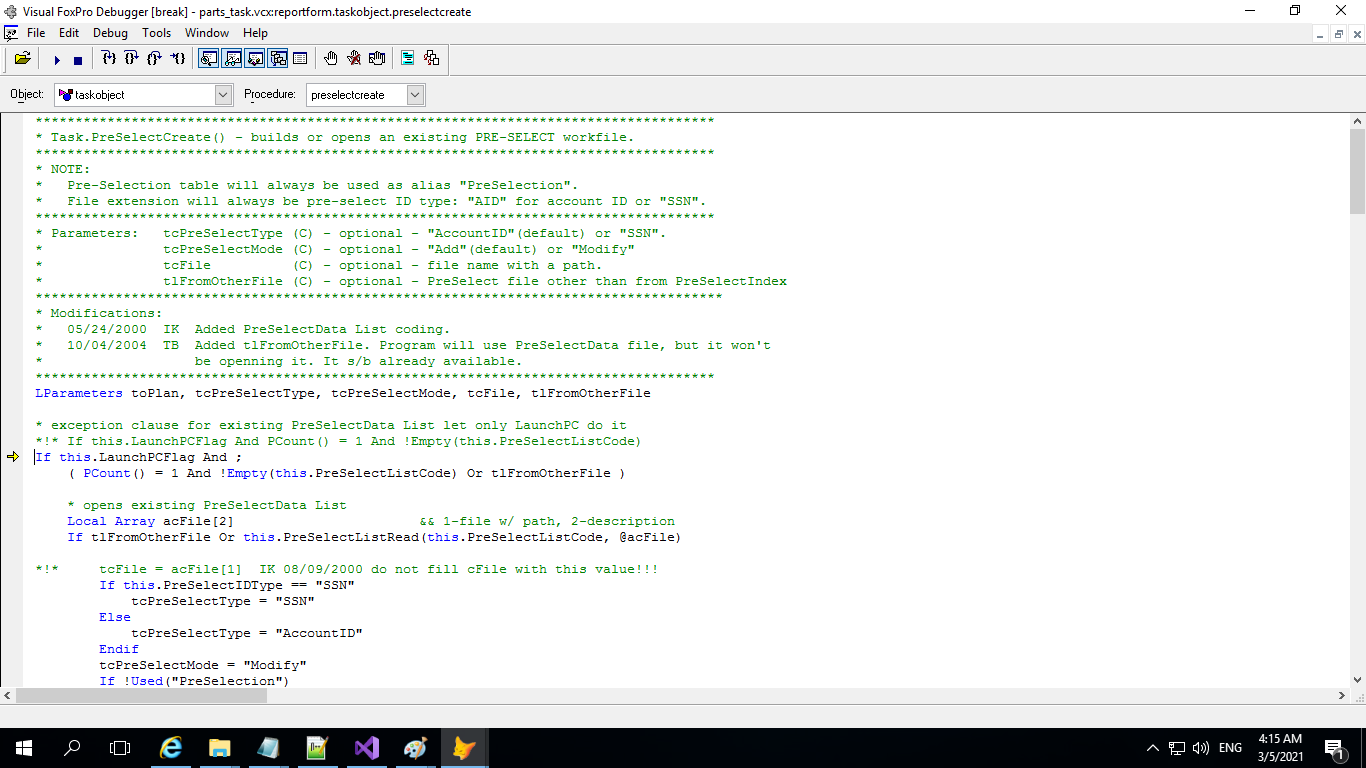 Visual FoxPro Debugger [break] - parts_task.vcx:reportform.taskobject.preselectcreate
File Edit Debug Tools Window Help
Object: taskobject Procedure: preselectcreate
*************************************************************************************
* Task.PreSelectCreate() - builds or opens an existing PRE-SELECT workfile.
*************************************************************************************
* NOTE:
*   Pre-Selection table will always be used as alias "PreSelection".
*   File extension will always be pre-select ID type: "AID" for account ID or "SSN".
*************************************************************************************
* Parameters:   tcPreSelectType (C) - optional - "AccountID"(default) or "SSN".
*               tcPreSelectMode (C) - optional - "Add"(default) or "Modify"
*               tcFile          (C) - optional - file name with a path.
*               tlFromOtherFile (C) - optional - PreSelect file other than from PreSelectIndex
**************************************************************************************
* Modifications:
*   05/24/2000  IK  Added PreSelectData List coding.
*   10/04/2004  TB  Added tlFromOtherFile. Program will use PreSelectData file, but it won't
*                   be openning it. It s/b already available.
*************************************************************************************
LParameters toPlan, tcPreSelectType, tcPreSelectMode, tcFile, tlFromOtherFile
* exception clause for existing PreSelectData List let only LaunchPC do it
*!* If this.LaunchPCFlag And PCount() = 1 And !Empty(this.PreSelectListCode)
If this.LaunchPCFlag And ;
( PCount() = 1 And !Empty(this.PreSelectListCode) Or tlFromOtherFile )
* opens existing PreSelectData List
Local Array acFile[2]                       && 1-file w/ path, 2-description
If tlFromOtherFile Or this.PreSelectListRead(this.PreSelectListCode, @acFile)
*!*     tcFile = acFile[1]  IK 08/09/2000 do not fill cFile with this value!!!
If this.PreSelectIDType == "SSN"
tcPreSelectType = "SSN"
Else
tcPreSelectType = "AccountID"
Endif
tcPreSelectMode = "Modify"
If !Used("PreSelection")
ENG
4:15 AM
3/5/2021
1